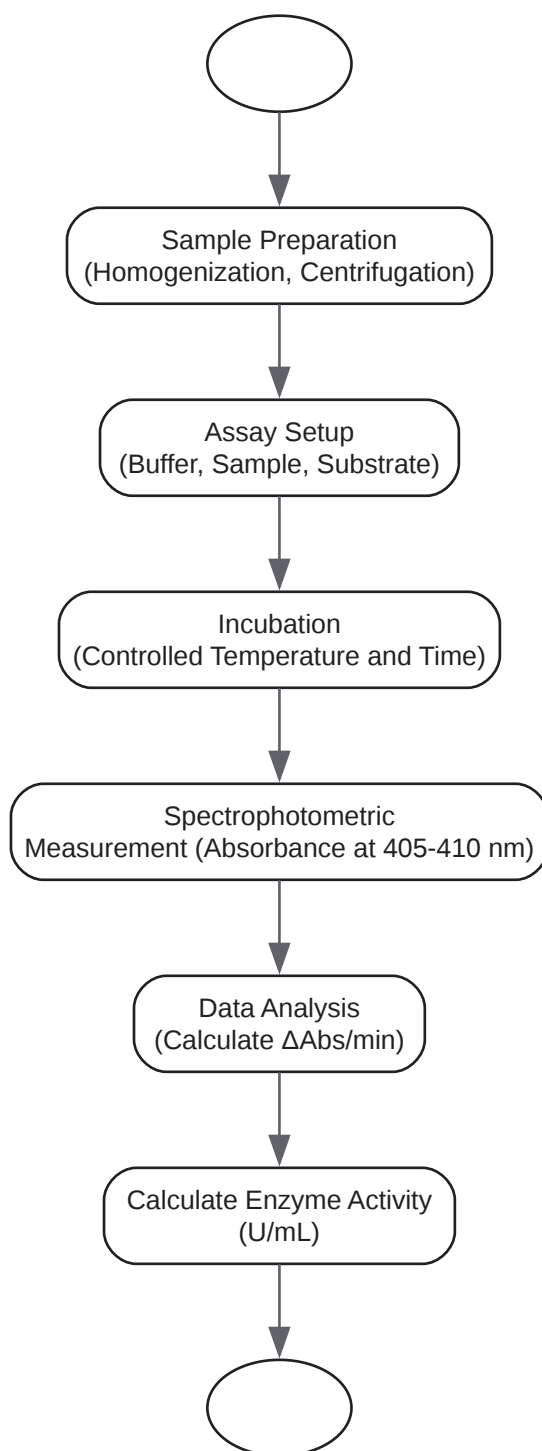 Sample Preparation
(Homogenization, Centrifugation)
Assay Setup
(Buffer, Sample, Substrate)
Incubation
(Controlled Temperature and Time)
Spectrophotometric
Measurement (Absorbance at 405-410 nm)
Data Analysis
(Calculate ΔAbs/min)
Calculate Enzyme Activity
(U/mL)